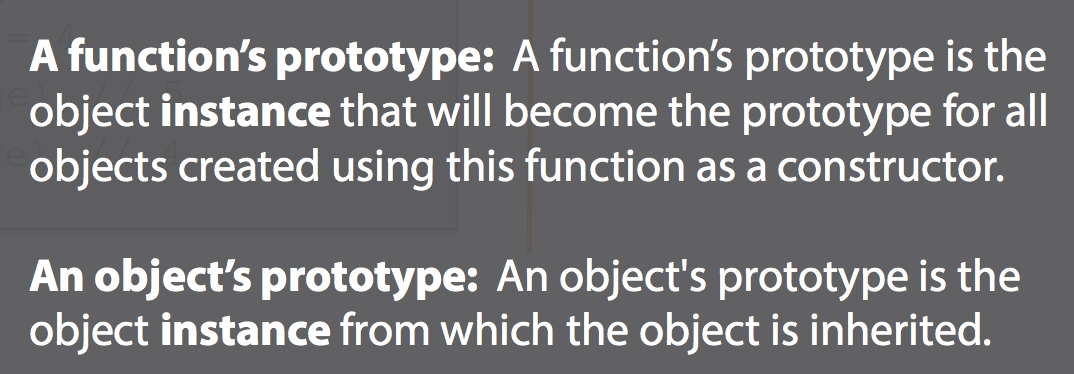 A function’s prototype: A function’s prototype is the
object instance that will become the prototype for all
objects created using this function as a constructor.
An object’s prototype: An object's prototype is the
object instance from which the object is inherited.